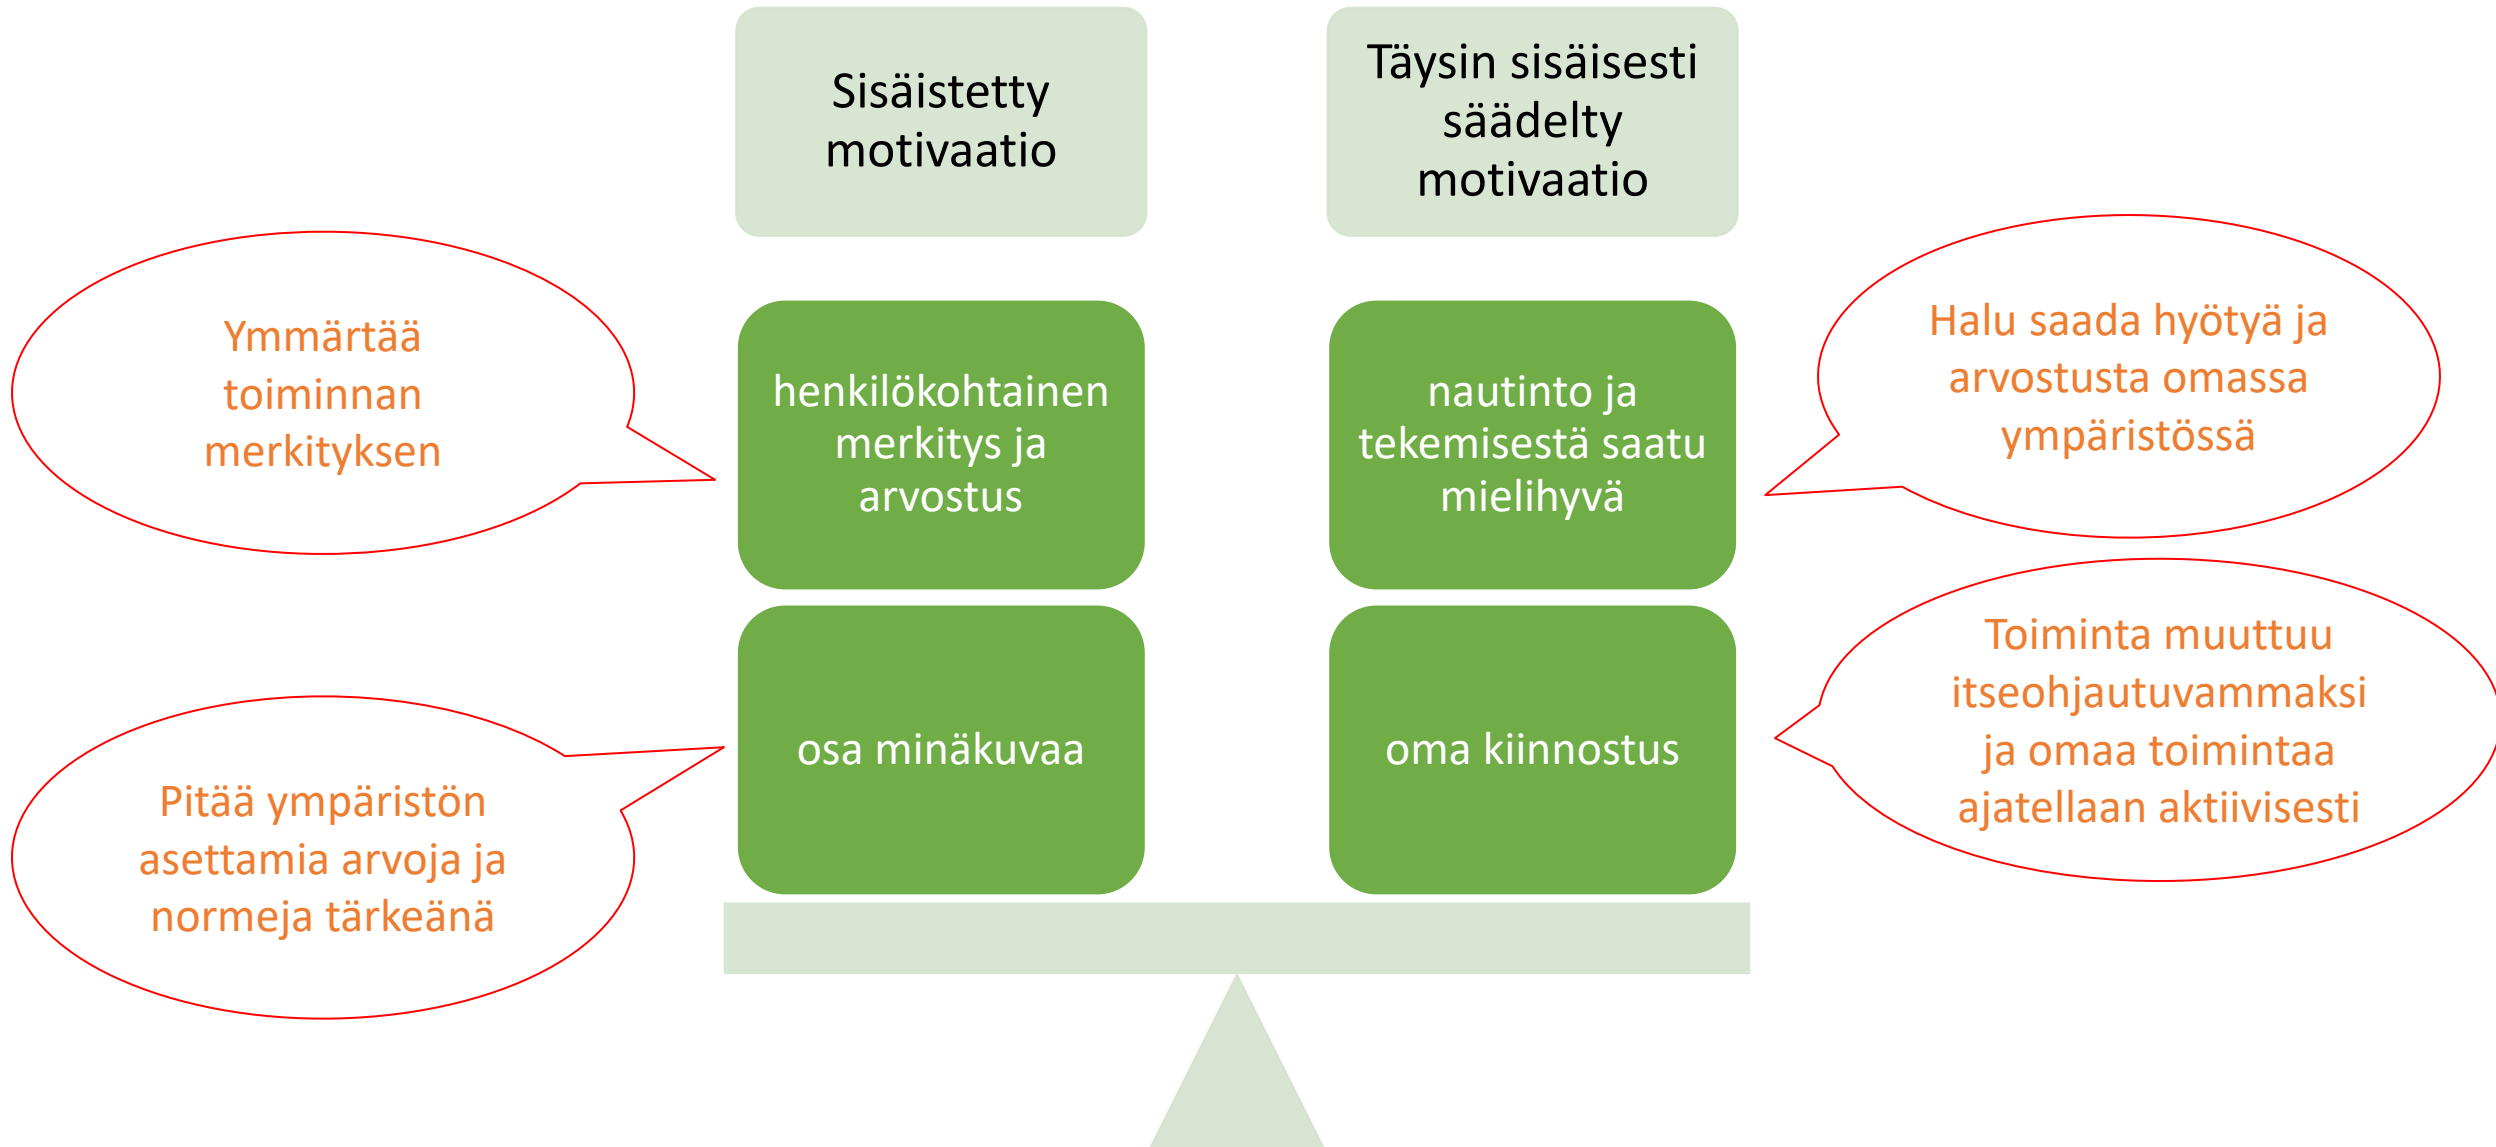 Sisäistetty
motivaatio
Täysin sisäisesti
säädelty
motivaatio
Ymmärtää
toiminnan
merkityksen
henkilökohtainen
merkitys ja
arvostus
nautinto ja
tekemisestä saatu
mielihyvä
Halu saada hyötyä ja
arvostusta omassa
ympäristössä
Pitää ympäristön
asettamia arvoja ja
normeja tärkeänä
osa minäkuvaa
oma kiinnostus
Toiminta muuttuu
itseohjautuvammaksi
ja omaa toimintaa
ajatellaan aktiivisesti